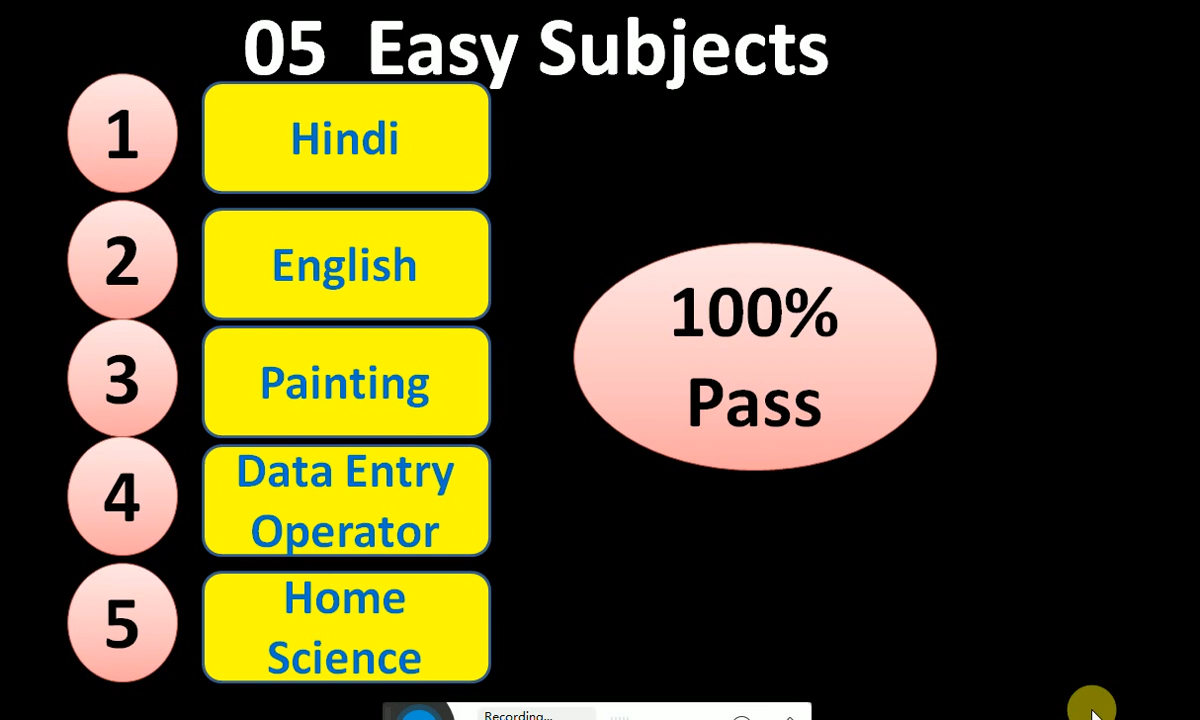 05 Easy Subjects
1
Hindi
2
English
3
Painting
4
Data Entry
Operator
5
Home
Science
100%
Pass
Recording...